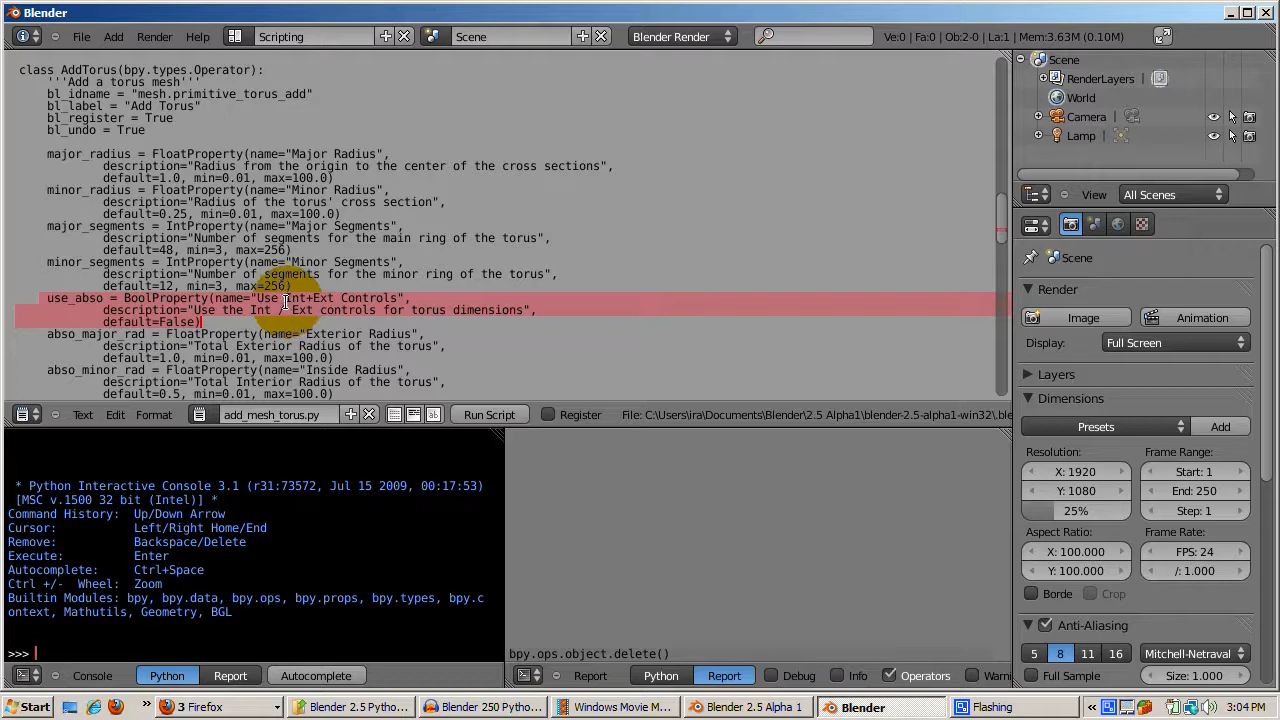 Blender
File Add Render Help Scripting Scene Blender Render Ve:0 | Fa:0 | Ob:2-0 | La:1 | Mem:3.63M (0.10M)
class AddTorus(bpy.types.Operator):
'''Add a torus mesh'''
bl_idname = "mesh.primitive_torus_add"
bl_label = "Add Torus"
bl_register = True
bl_undo = True
major_radius = FloatProperty(name="Major Radius",
description="Radius from the origin to the center of the cross sections",
default=1.0, min=0.01, max=100.0)
minor_radius = FloatProperty(name="Minor Radius",
description="Radius of the torus' cross section",
default=0.25, min=0.01, max=100.0)
major_segments = IntProperty(name="Major Segments",
description="Number of segments for the main ring of the torus",
default=48, min=3, max=256)
minor_segments = IntProperty(name="Minor Segments",
description="Number of segments for the minor ring of the torus",
default=12, min=3, max=256)
use_abso = BoolProperty(name="Use Int+Ext Controls",
description="Use the Int / Ext controls for torus dimensions",
default=False)
abso_major_rad = FloatProperty(name="Exterior Radius",
description="Total Exterior Radius of the torus",
default=1.0, min=0.01, max=100.0)
abso_minor_rad = FloatProperty(name="Inside Radius",
description="Total Interior Radius of the torus",
default=0.5, min=0.01, max=100.0)
Text Edit Format add_mesh_torus.py Run Script Register File: C:\Users\ira\Documents\Blender\2.5 Alpha1\blender-2.5-alpha1-win32\.ble
* Python Interactive Console 3.1 (r31:73572, Jul 15 2009, 00:17:53)
[MSC v.1500 32 bit (Intel)] *
Command History: Up/Down Arrow
Cursor: Left/Right Home/End
Remove: Backspace/Delete
Execute: Enter
Autocomplete: Ctrl+Space
Ctrl +/- Wheel: Zoom
Builtin Modules: bpy, bpy.data, bpy.ops, bpy.props, bpy.types, bpy.c
ontext, Mathutils, Geometry, BGL
>>>
Console Python Report Autocomplete
bpy.ops.object.delete()
Report Python Report Debug Info Operators Warni
Scene
RenderLayers
World
Camera
Lamp
View All Scenes
Scene
Render
Image Animation
Display: Full Screen
Layers
Dimensions
Presets Add
Resolution: Frame Range:
X: 1920 Start: 1
Y: 1080 End: 250
25% Step: 1
Aspect Ratio: Frame Rate:
X: 100.000 FPS: 24
Y: 100.000 /: 1.000
Borde Crop
Anti-Aliasing
5 8 11 16 Mitchell-Netraval
Full Sample Size: 1.000
Start 3 Firefox Blender 2.5 Pytho... Blender 250 Pytho... Windows Movie M... Blender 2.5 Alpha 1 Blender Flashing 3:04 PM